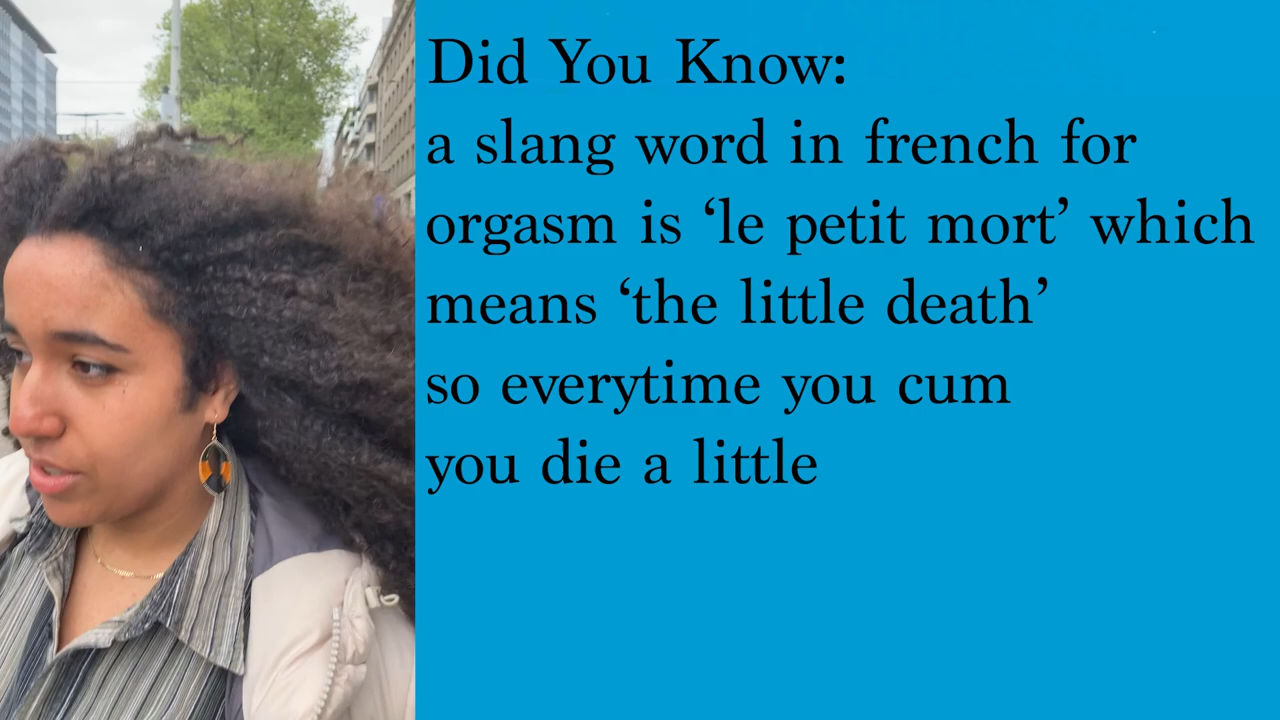 Did You Know:
a slang word in french for
orgasm is ‘le petit mort’ which
means ‘the little death’
so everytime you cum
you die a little